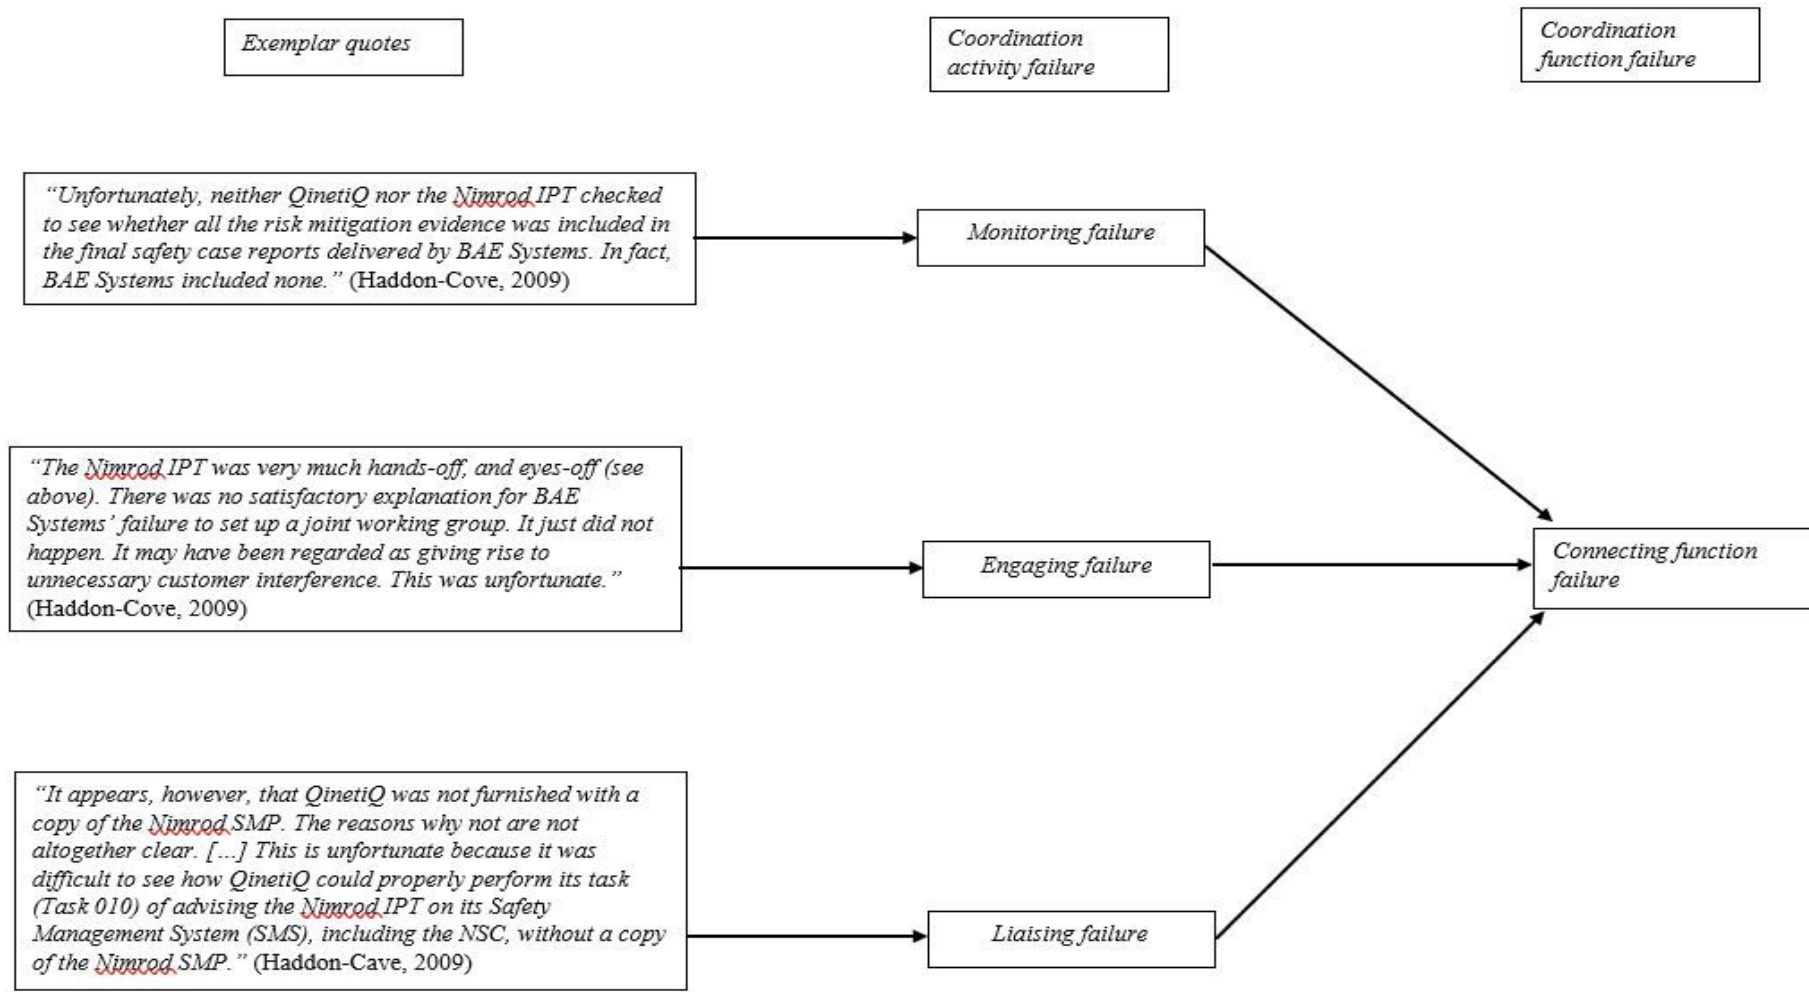 Exemplar quotes
Coordination
activity failure
Coordination
function failure
“Unfortunately, neither QinetiQ nor the Nimrod IPT checked
to see whether all the risk mitigation evidence was included in
the final safety case reports delivered by BAE Systems. In fact,
BAE Systems included none.” (Haddon-Cove, 2009)
Monitoring failure
“The Nimrod IPT was very much hands-off, and eyes-off (see
above). There was no satisfactory explanation for BAE
Systems’ failure to set up a joint working group. It just did not
happen. It may have been regarded as giving rise to
unnecessary customer interference. This was unfortunate.”
(Haddon-Cove, 2009)
Engaging failure
Connecting function
failure
“It appears, however, that QinetiQ was not furnished with a
copy of the Nimrod SMP. The reasons why not are not
altogether clear. […] This is unfortunate because it was
difficult to see how QinetiQ could properly perform its task
(Task 010) of advising the Nimrod IPT on its Safety
Management System (SMS), including the NSC, without a copy
of the Nimrod SMP.” (Haddon-Cave, 2009)
Liaising failure